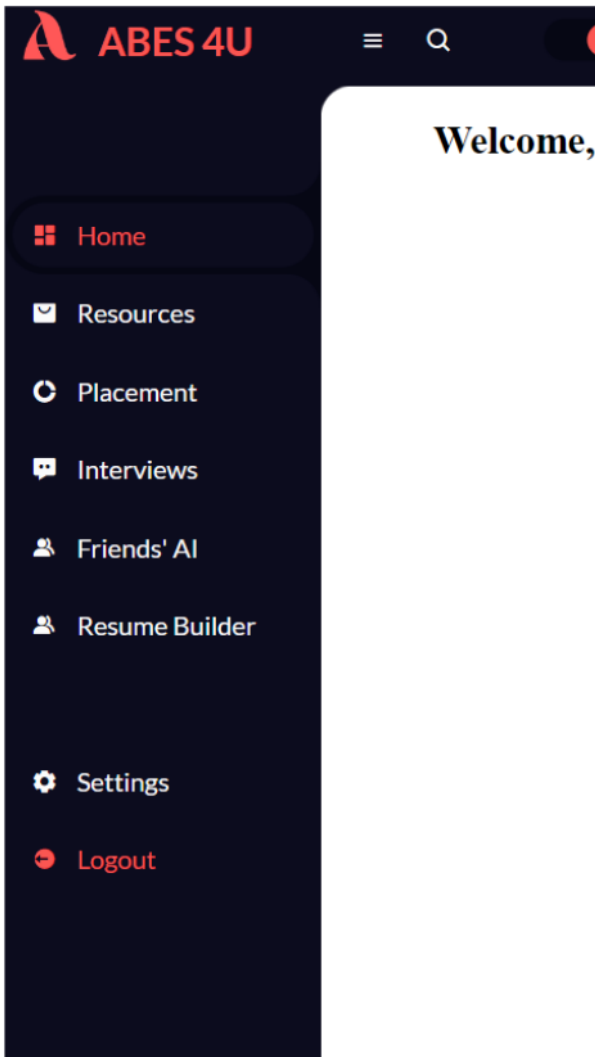 ABES 4U
Welcome,
Home
Resources
Placement
Interviews
Friends' AI
Resume Builder
Settings
Logout